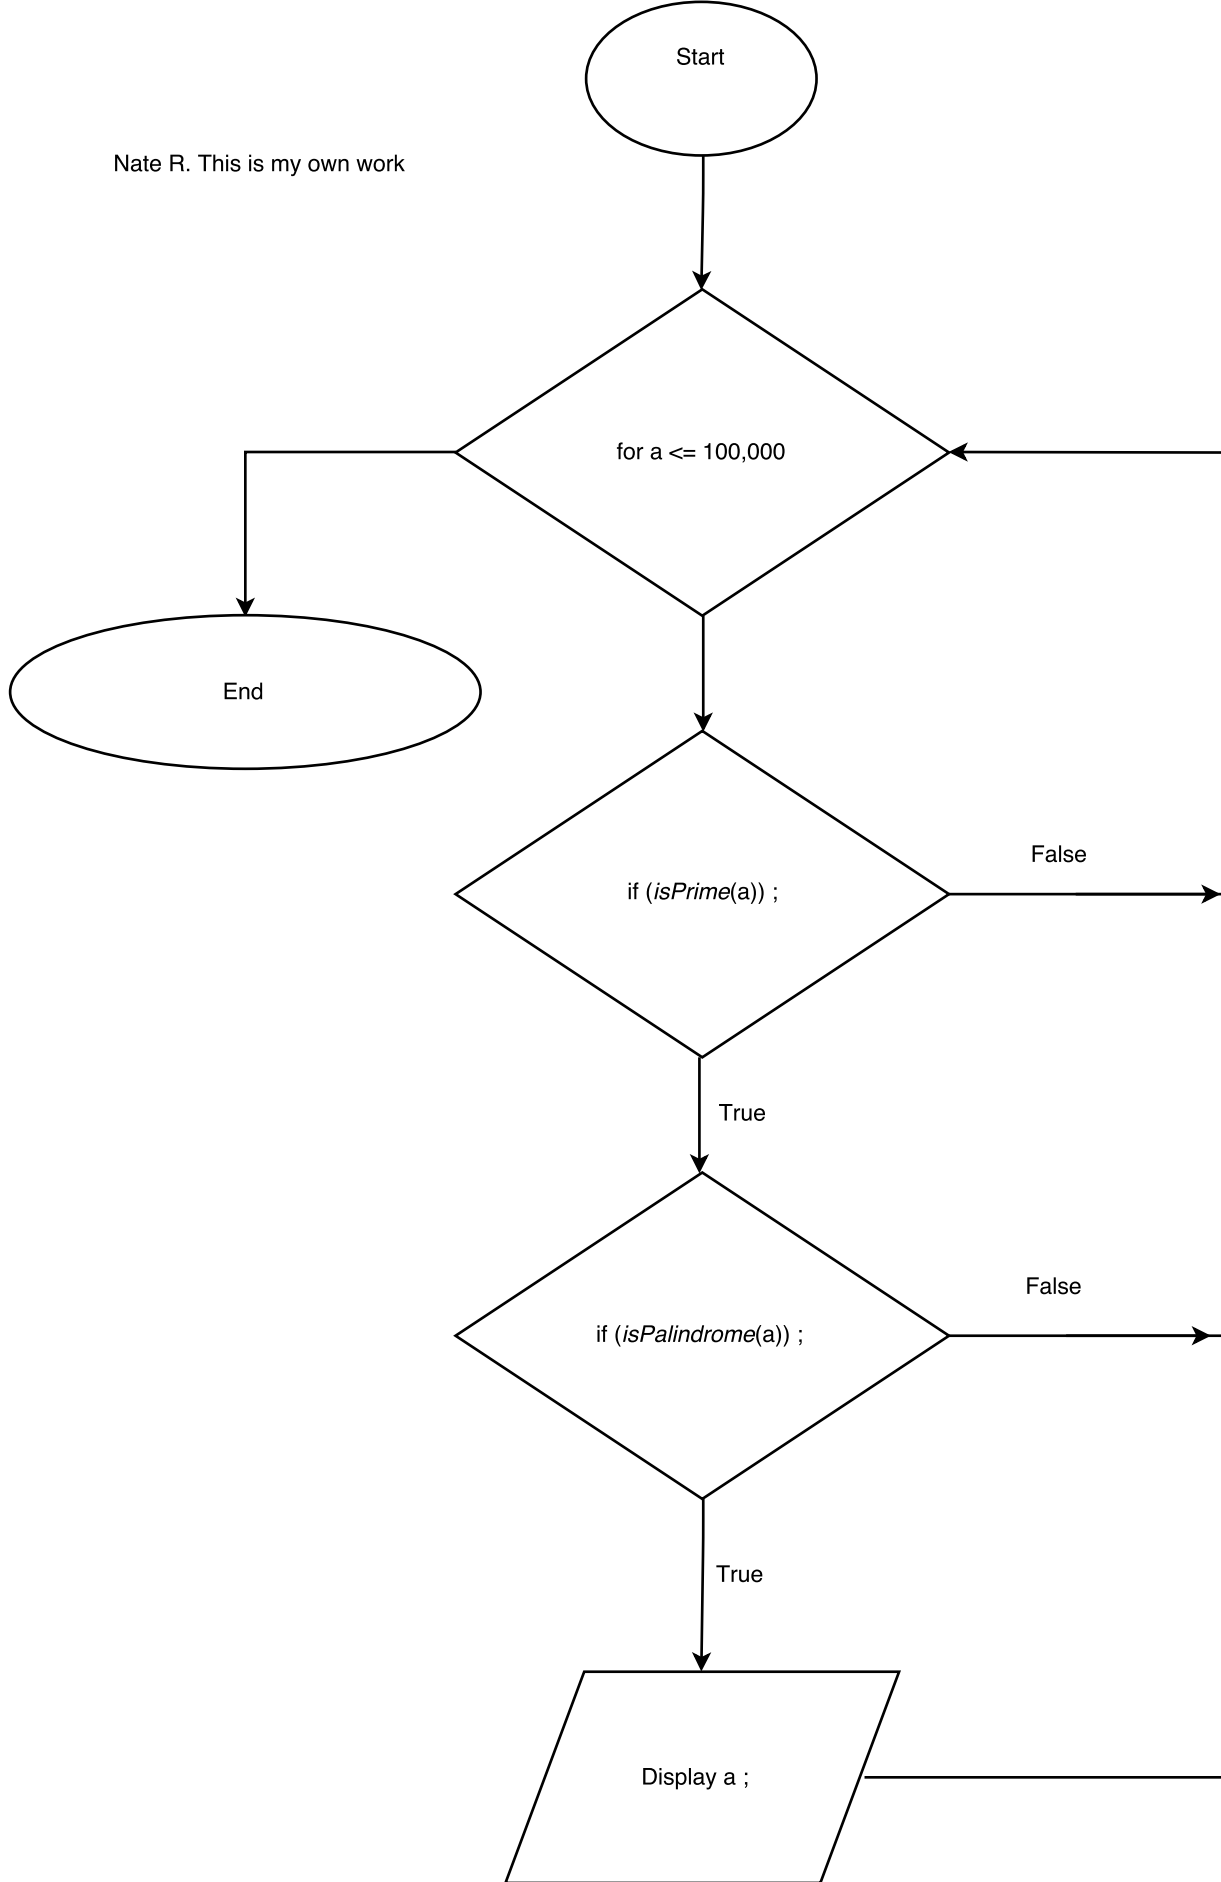 Start
Nate R. This is my own work
for a <= 100,000
End
if (isPrime(a)) ;
False
True
if (isPalindrome(a)) ;
False
True
Display a ;